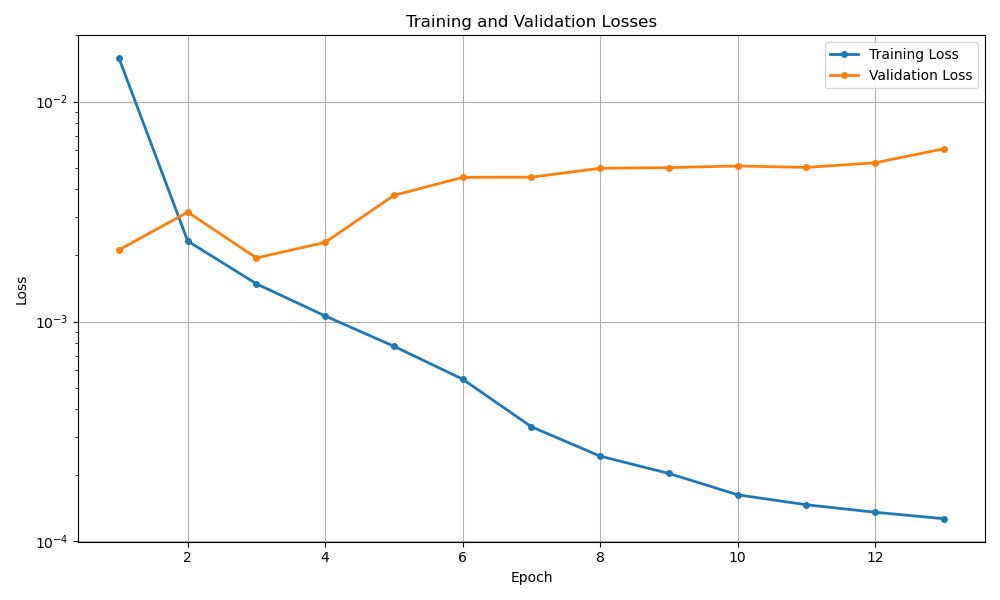 Training and Validation Losses
Training Loss
Validation Loss
10⁻²
10⁻³
10⁻⁴
Loss
2 4 6 8 10 12
Epoch